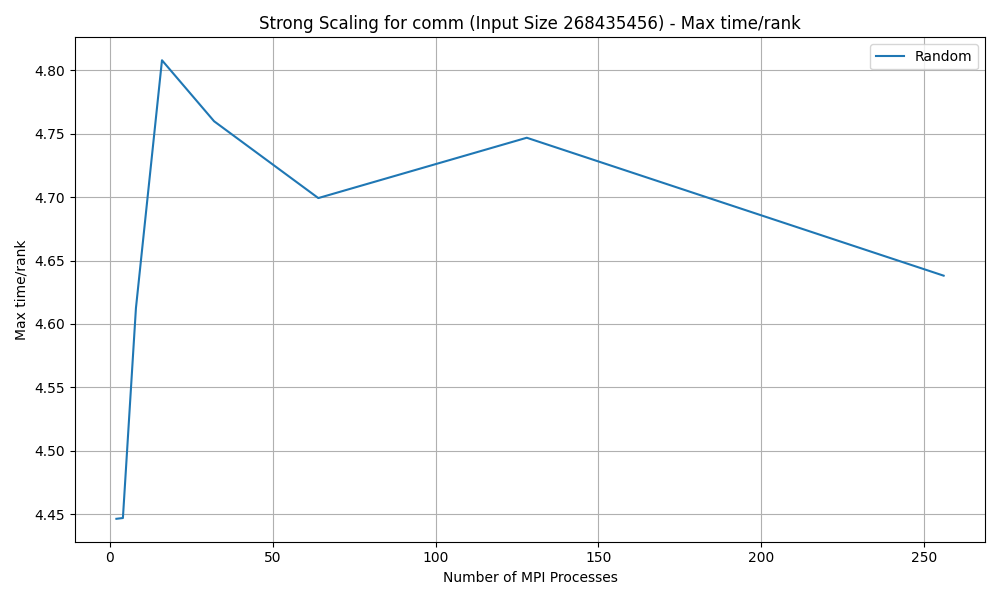 Strong Scaling for comm (Input Size 268435456) - Max time/rank
Random
4.80
4.75
4.70
4.65
4.60
4.55
4.50
4.45
Max time/rank
0 50 100 150 200 250
Number of MPI Processes